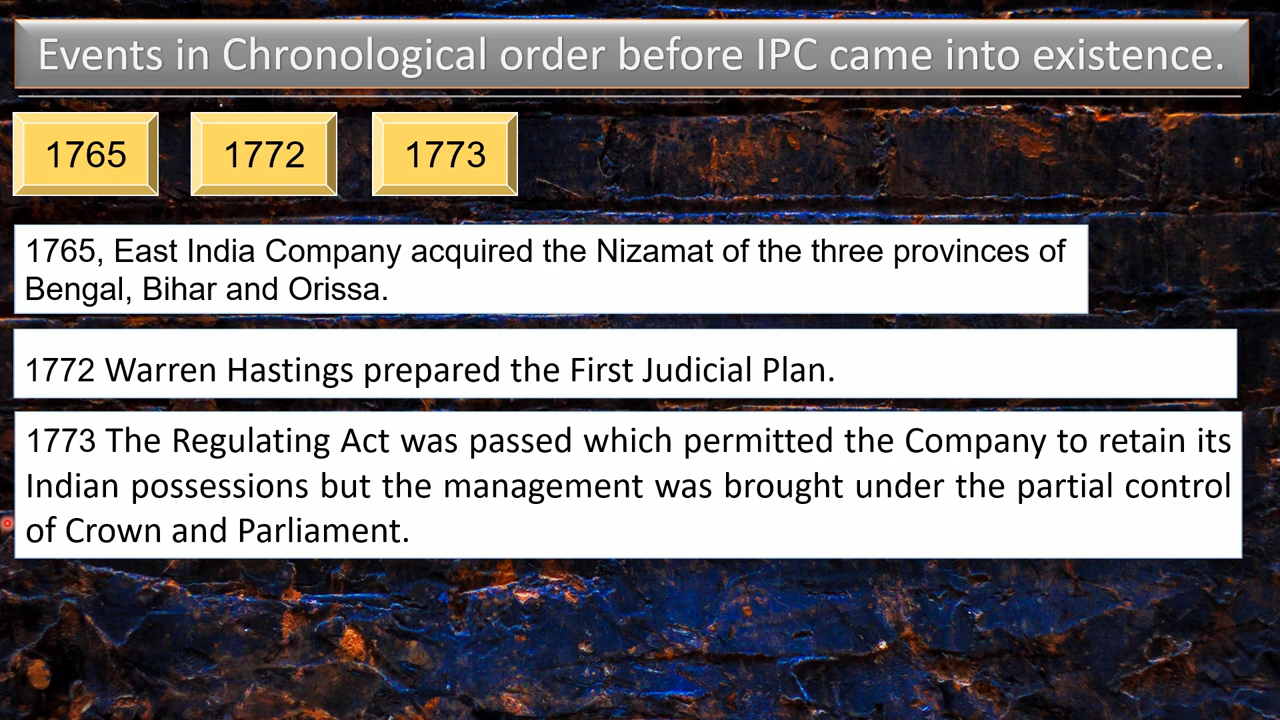 Events in Chronological order before IPC came into existence.
1765 1772 1773
1765, East India Company acquired the Nizamat of the three provinces of
Bengal, Bihar and Orissa.
1772 Warren Hastings prepared the First Judicial Plan.
1773 The Regulating Act was passed which permitted the Company to retain its
Indian possessions but the management was brought under the partial control
of Crown and Parliament.